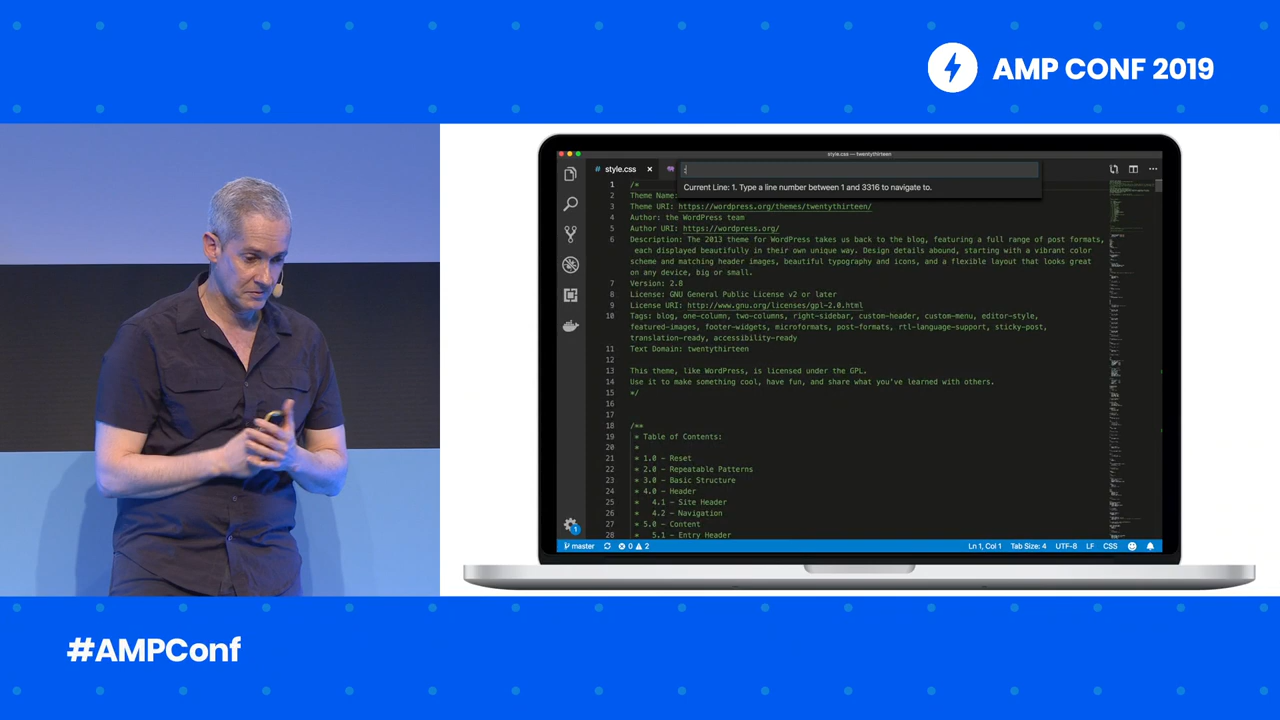 AMP CONF 2019
style.css — twentythirteen
# style.css ×
:
Current Line: 1. Type a line number between 1 and 3316 to navigate to.
1 /*
2 Theme Name:
3 Theme URI: https://wordpress.org/themes/twentythirteen/
4 Author: the WordPress team
5 Author URI: https://wordpress.org/
6 Description: The 2013 theme for WordPress takes us back to the blog, featuring a full range of post formats,
each displayed beautifully in their own unique way. Design details abound, starting with a vibrant color
scheme and matching header images, beautiful typography and icons, and a flexible layout that looks great
on any device, big or small.
7 Version: 2.8
8 License: GNU General Public License v2 or later
9 License URI: http://www.gnu.org/licenses/gpl-2.0.html
10 Tags: blog, one-column, two-columns, right-sidebar, custom-header, custom-menu, editor-style,
featured-images, footer-widgets, microformats, post-formats, rtl-language-support, sticky-post,
translation-ready, accessibility-ready
11 Text Domain: twentythirteen
12
13 This theme, like WordPress, is licensed under the GPL.
14 Use it to make something cool, have fun, and share what you've learned with others.
15 */
16
17
18 /**
19 * Table of Contents:
20 *
21 * 1.0 - Reset
22 * 2.0 - Repeatable Patterns
23 * 3.0 - Basic Structure
24 * 4.0 - Header
25 * 4.1 - Site Header
26 * 4.2 - Navigation
27 * 5.0 - Content
28 * 5.1 - Entry Header
1
master 0 2 Ln 1, Col 1 Tab Size: 4 UTF-8 LF CSS
#AMPConf